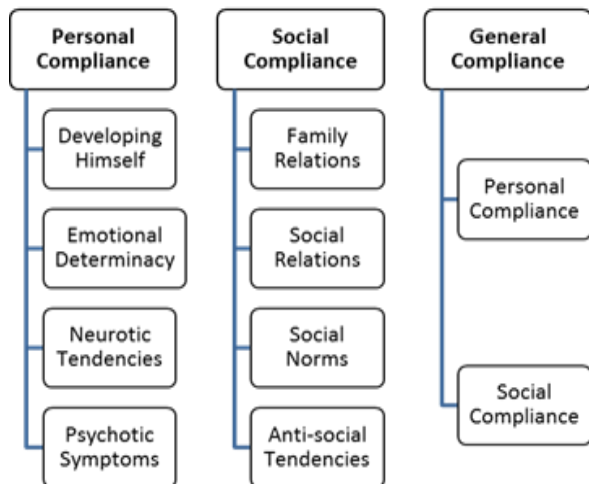 Personal
Compliance
Developing
Himself
Emotional
Determinacy
Neurotic
Tendencies
Psychotic
Symptoms
Social
Compliance
Family
Relations
Social
Relations
Social
Norms
Anti-social
Tendencies
General
Compliance
Personal
Compliance
Social
Compliance